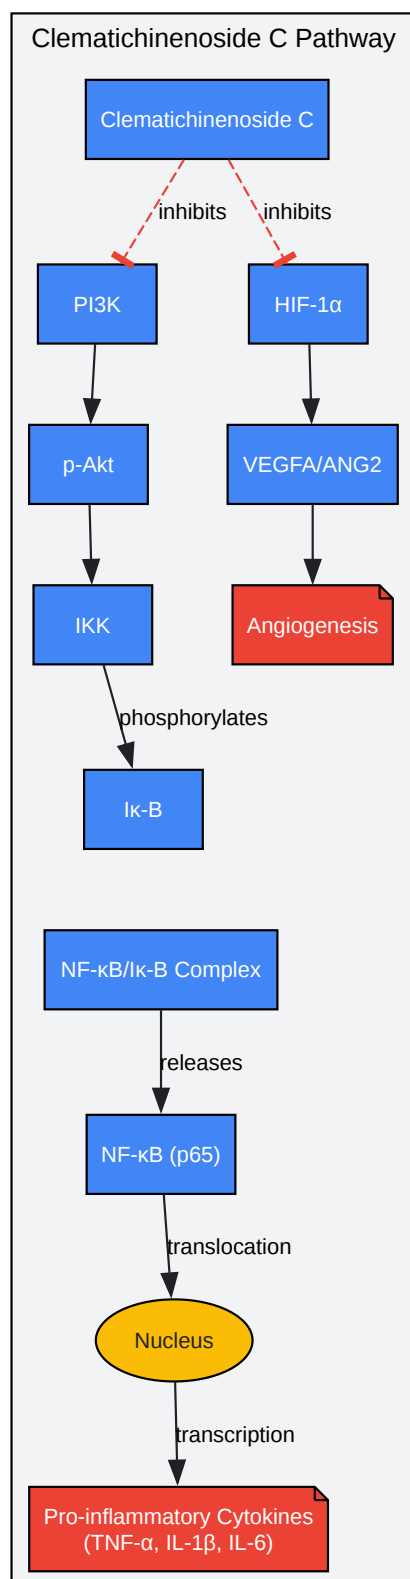 Clematichinenoside C Pathway
Clematichinenoside C
inhibits
inhibits
PI3K
HIF-1α
p-Akt
VEGFA/ANG2
IKK
Angiogenesis
phosphorylates
Iκ-B
NF-κB/Iκ-B Complex
releases
NF-κB (p65)
translocation
Nucleus
transcription
Pro-inflammatory Cytokines
(TNF-α, IL-1β, IL-6)